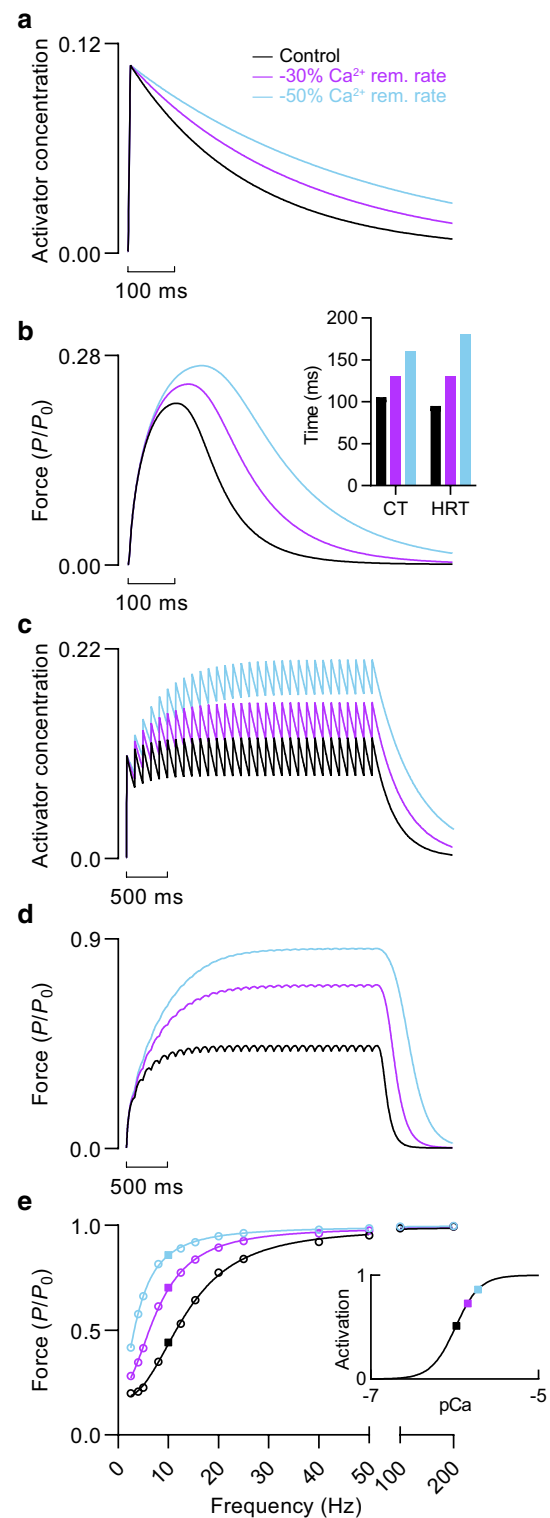 a
0.12
Activator concentration
0.00
Control
-30% Ca²⁺ rem. rate
-50% Ca²⁺ rem. rate
100 ms
b
0.28
Force (P/P₀)
0.00
100 ms
200
150
100
50
0
Time (ms)
CT HRT
c
0.22
Activator concentration
0.0
500 ms
d
0.9
Force (P/P₀)
0.0
500 ms
e
1.0
0.5
0.0
Force (P/P₀)
1
Activation
0
-7 -5
pCa
0 10 20 30 40 50 100 200
Frequency (Hz)